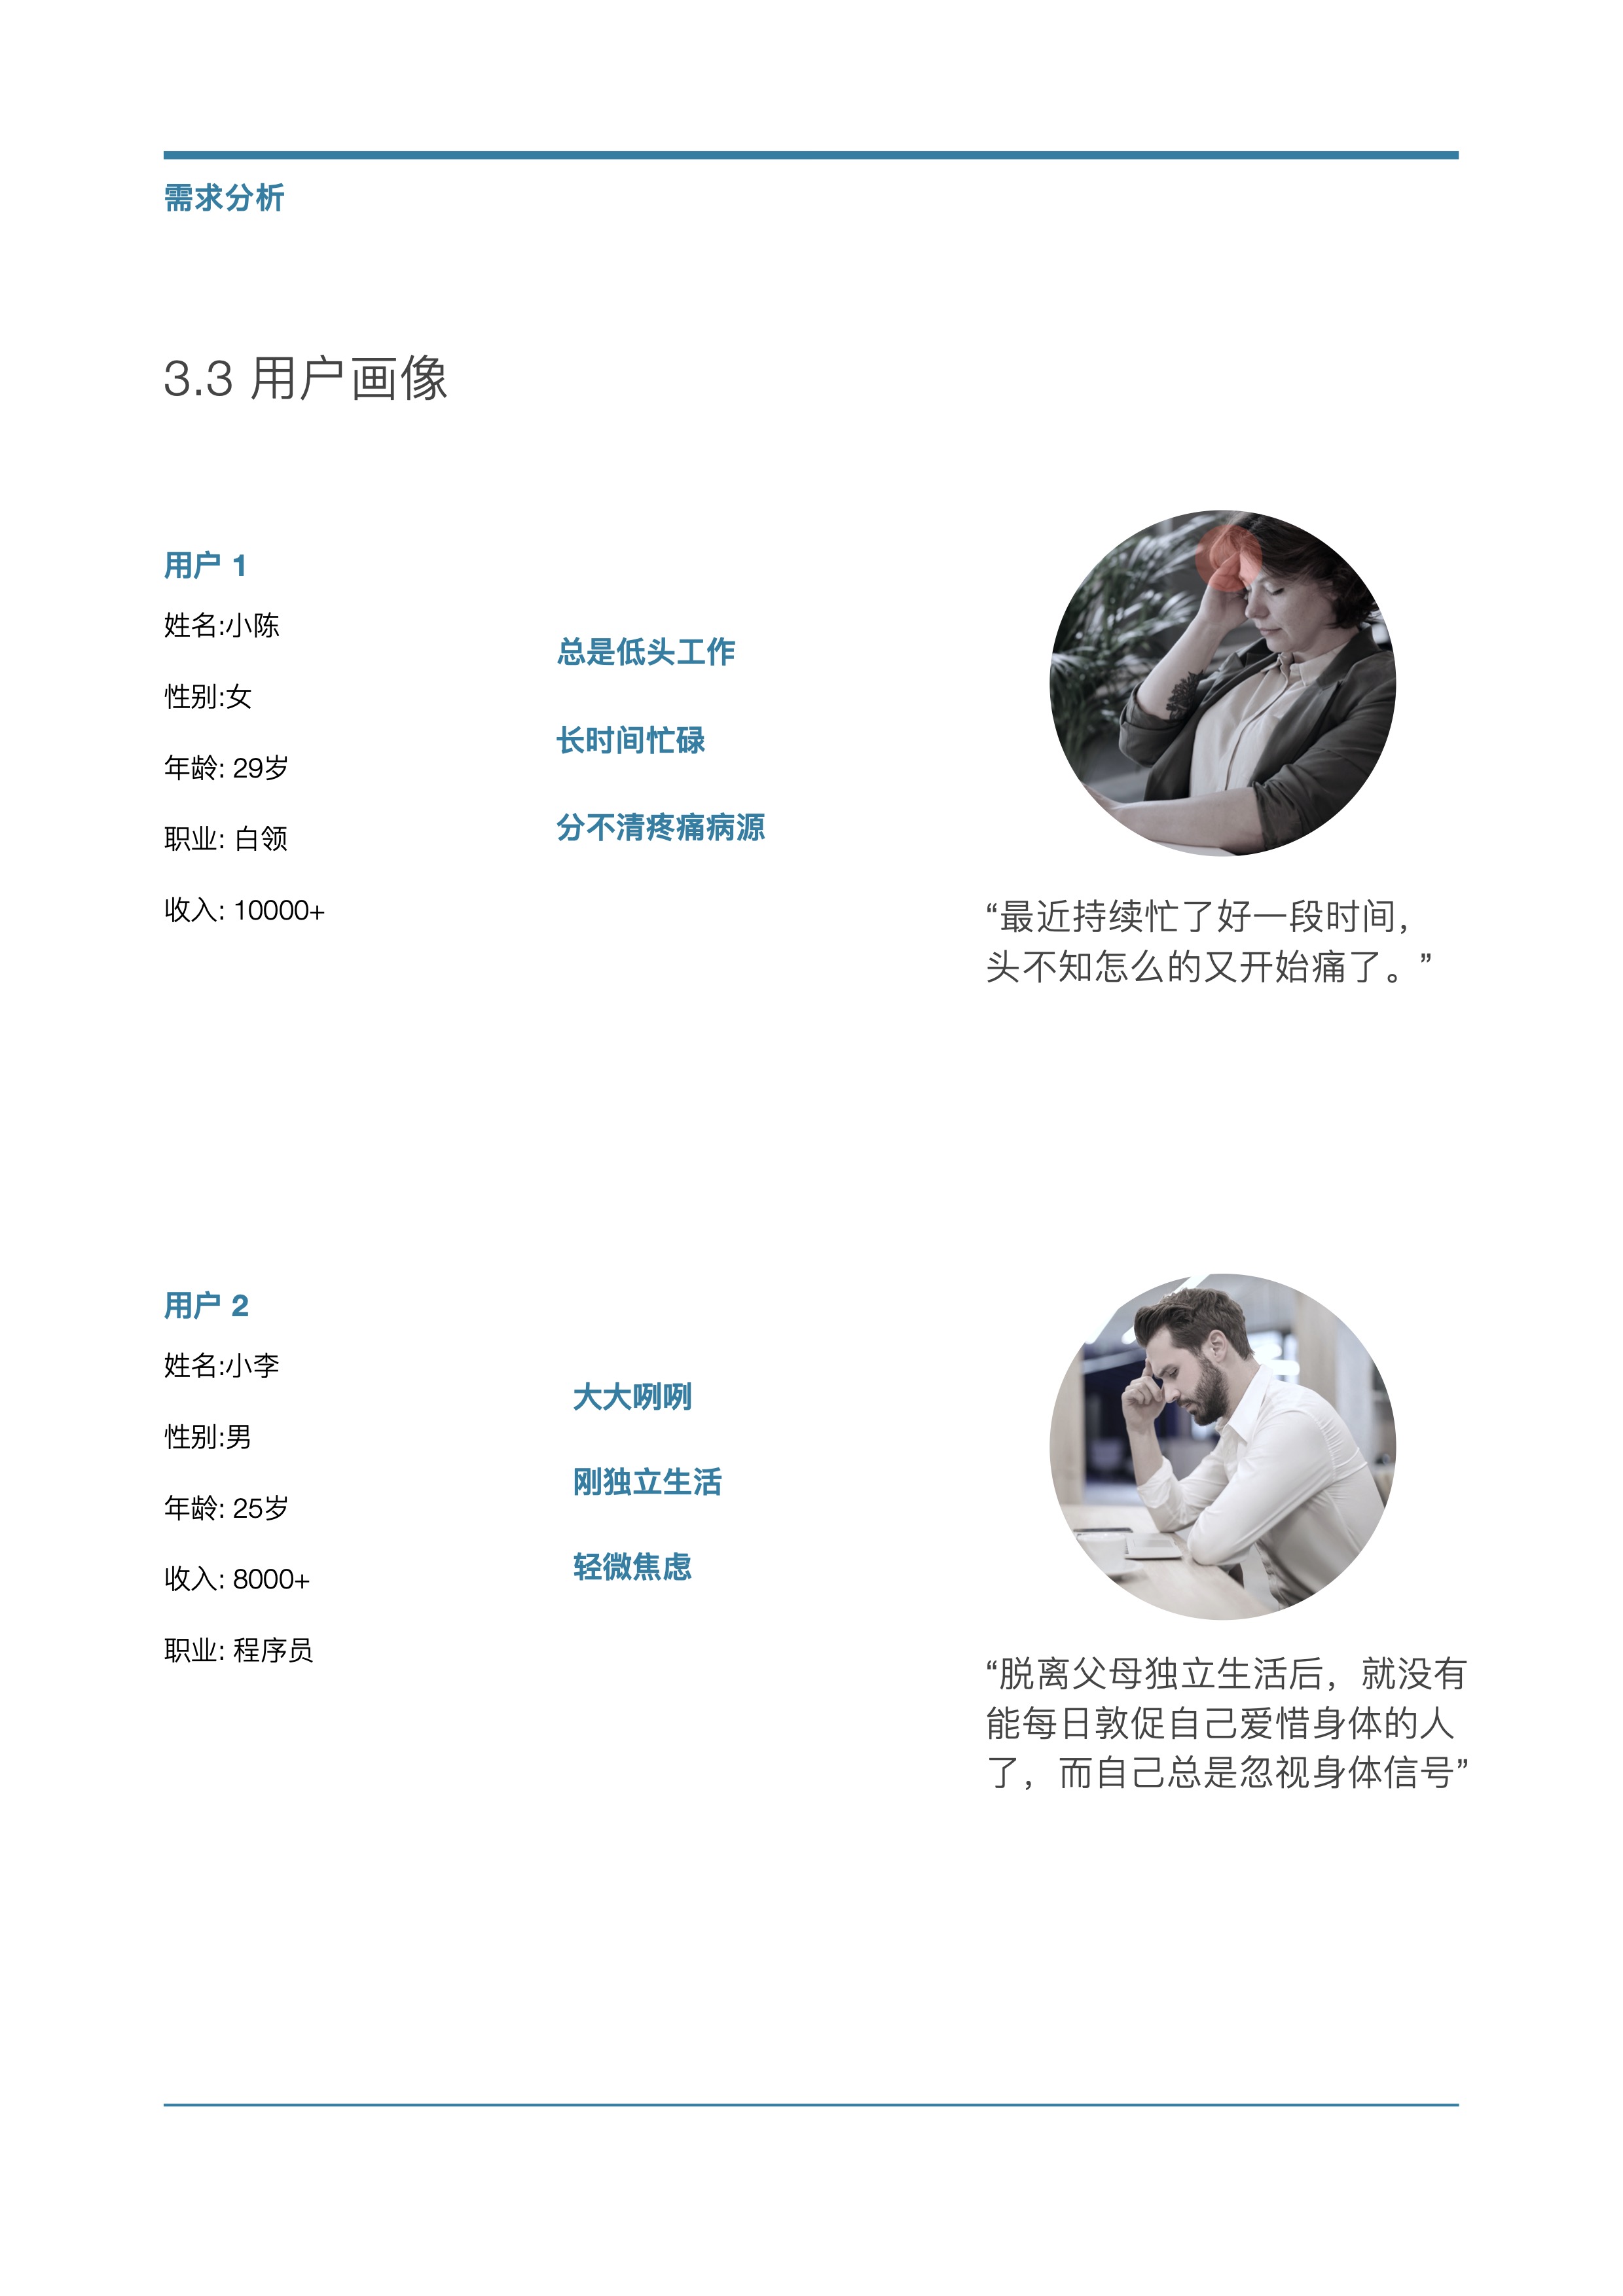 需求分析
3.3 用户画像
用户 1
姓名:小陈
性别:女
年龄: 29岁
职业: 白领
收入: 10000+
总是低头工作
长时间忙碌
分不清疼痛病源
“最近持续忙了好一段时间，
头不知怎么的又开始痛了。”
用户 2
姓名:小李
性别:男
年龄: 25岁
收入: 8000+
职业: 程序员
大大咧咧
刚独立生活
轻微焦虑
“脱离父母独立生活后，就没有
能每日敦促自己爱惜身体的人
了，而自己总是忽视身体信号”